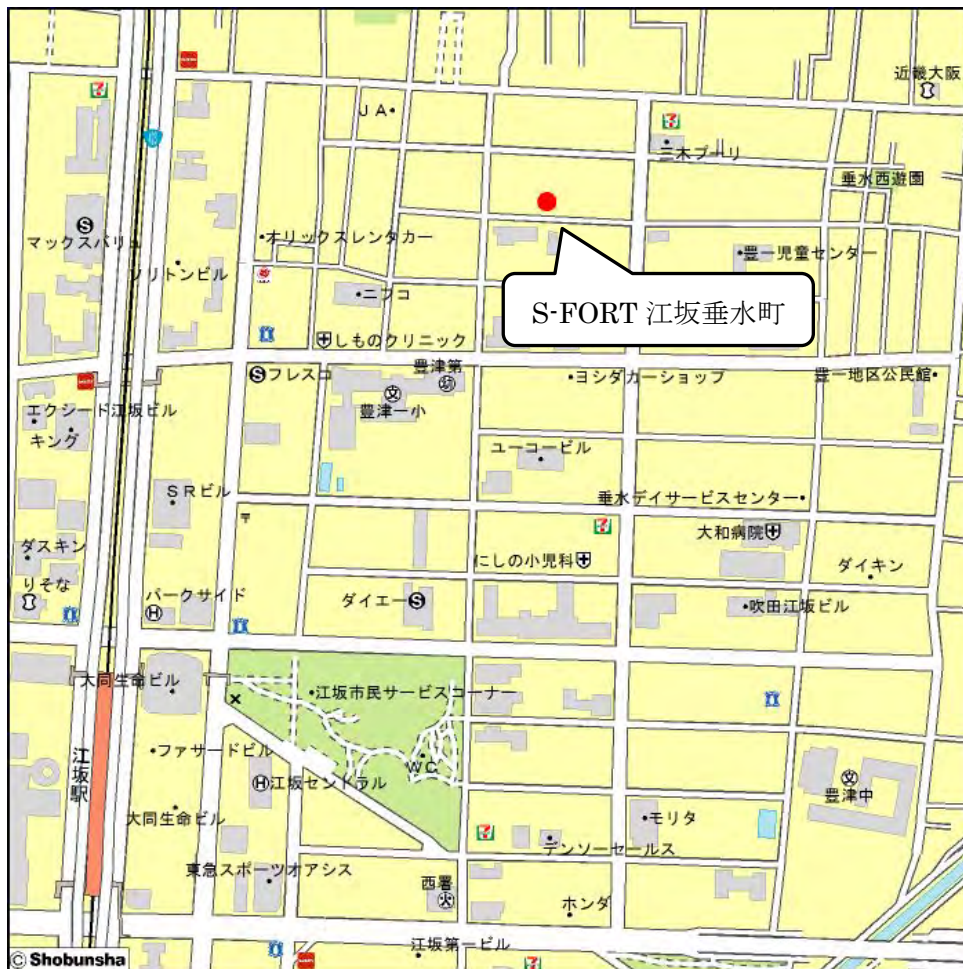 近畿大阪
JA
三木プーリ
垂水西遊園
マックスバリュ
オリックスレンタカー
ソリトンビル
豊一児童センター
ニフコ
S-FORT 江坂垂水町
しものクリニック
豊津第一
フレスコ
文
幼
ヨシダカーショップ
豊一地区公民館
エクシード江坂ビル
豊津一小
キング
ユーコービル
SRビル
垂水デイサービスセンター
〒
大和病院
ダスキン
にしの小児科
ダイキン
りそな
パークサイド
ダイエー
吹田江坂ビル
大同生命ビル
江坂市民サービスコーナー
ファサードビル
WC
江坂駅
江坂セントラル
文
豊津中
大同生命ビル
モリタ
デンソーセールス
東急スポーツオアシス
西署
火
ホンダ
江坂第一ビル
© Shobunsha